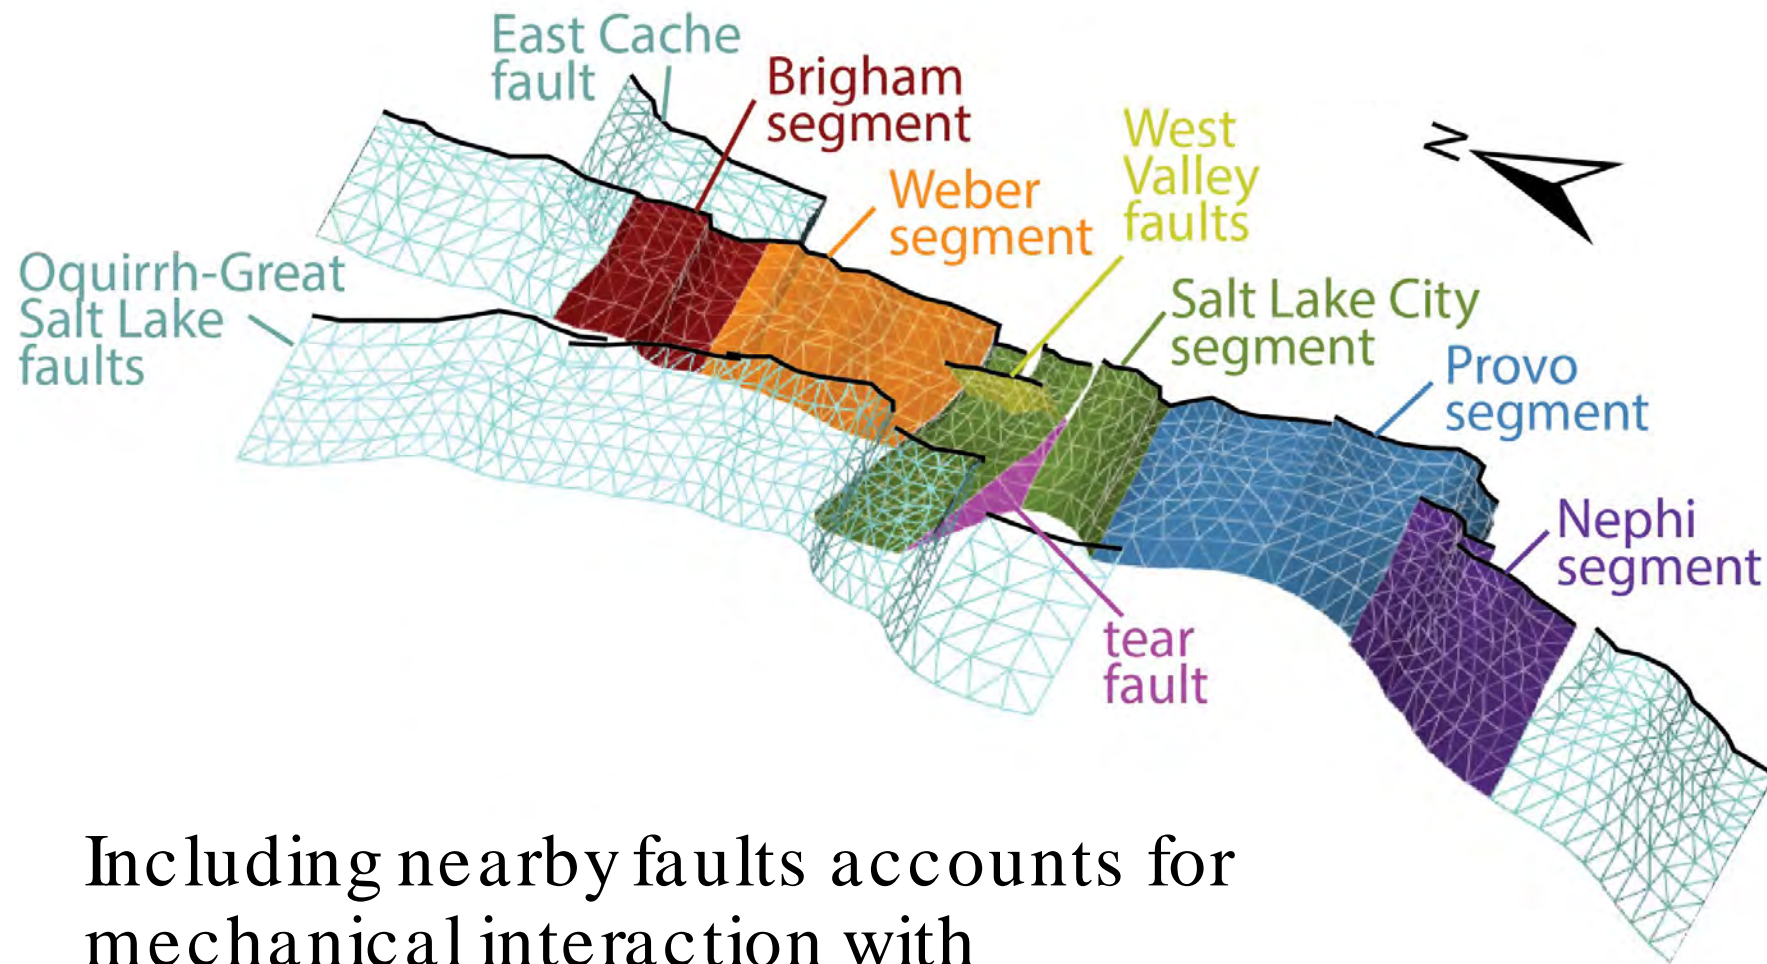 East Cache
fault
Brigham
segment
West
Valley
faults
N
Weber
segment
Oquirrh-Great
Salt Lake
faults
Salt Lake City
segment
Provo
segment
Nephi
segment
tear
fault
Including nearby faults accounts for
mechanical interaction with